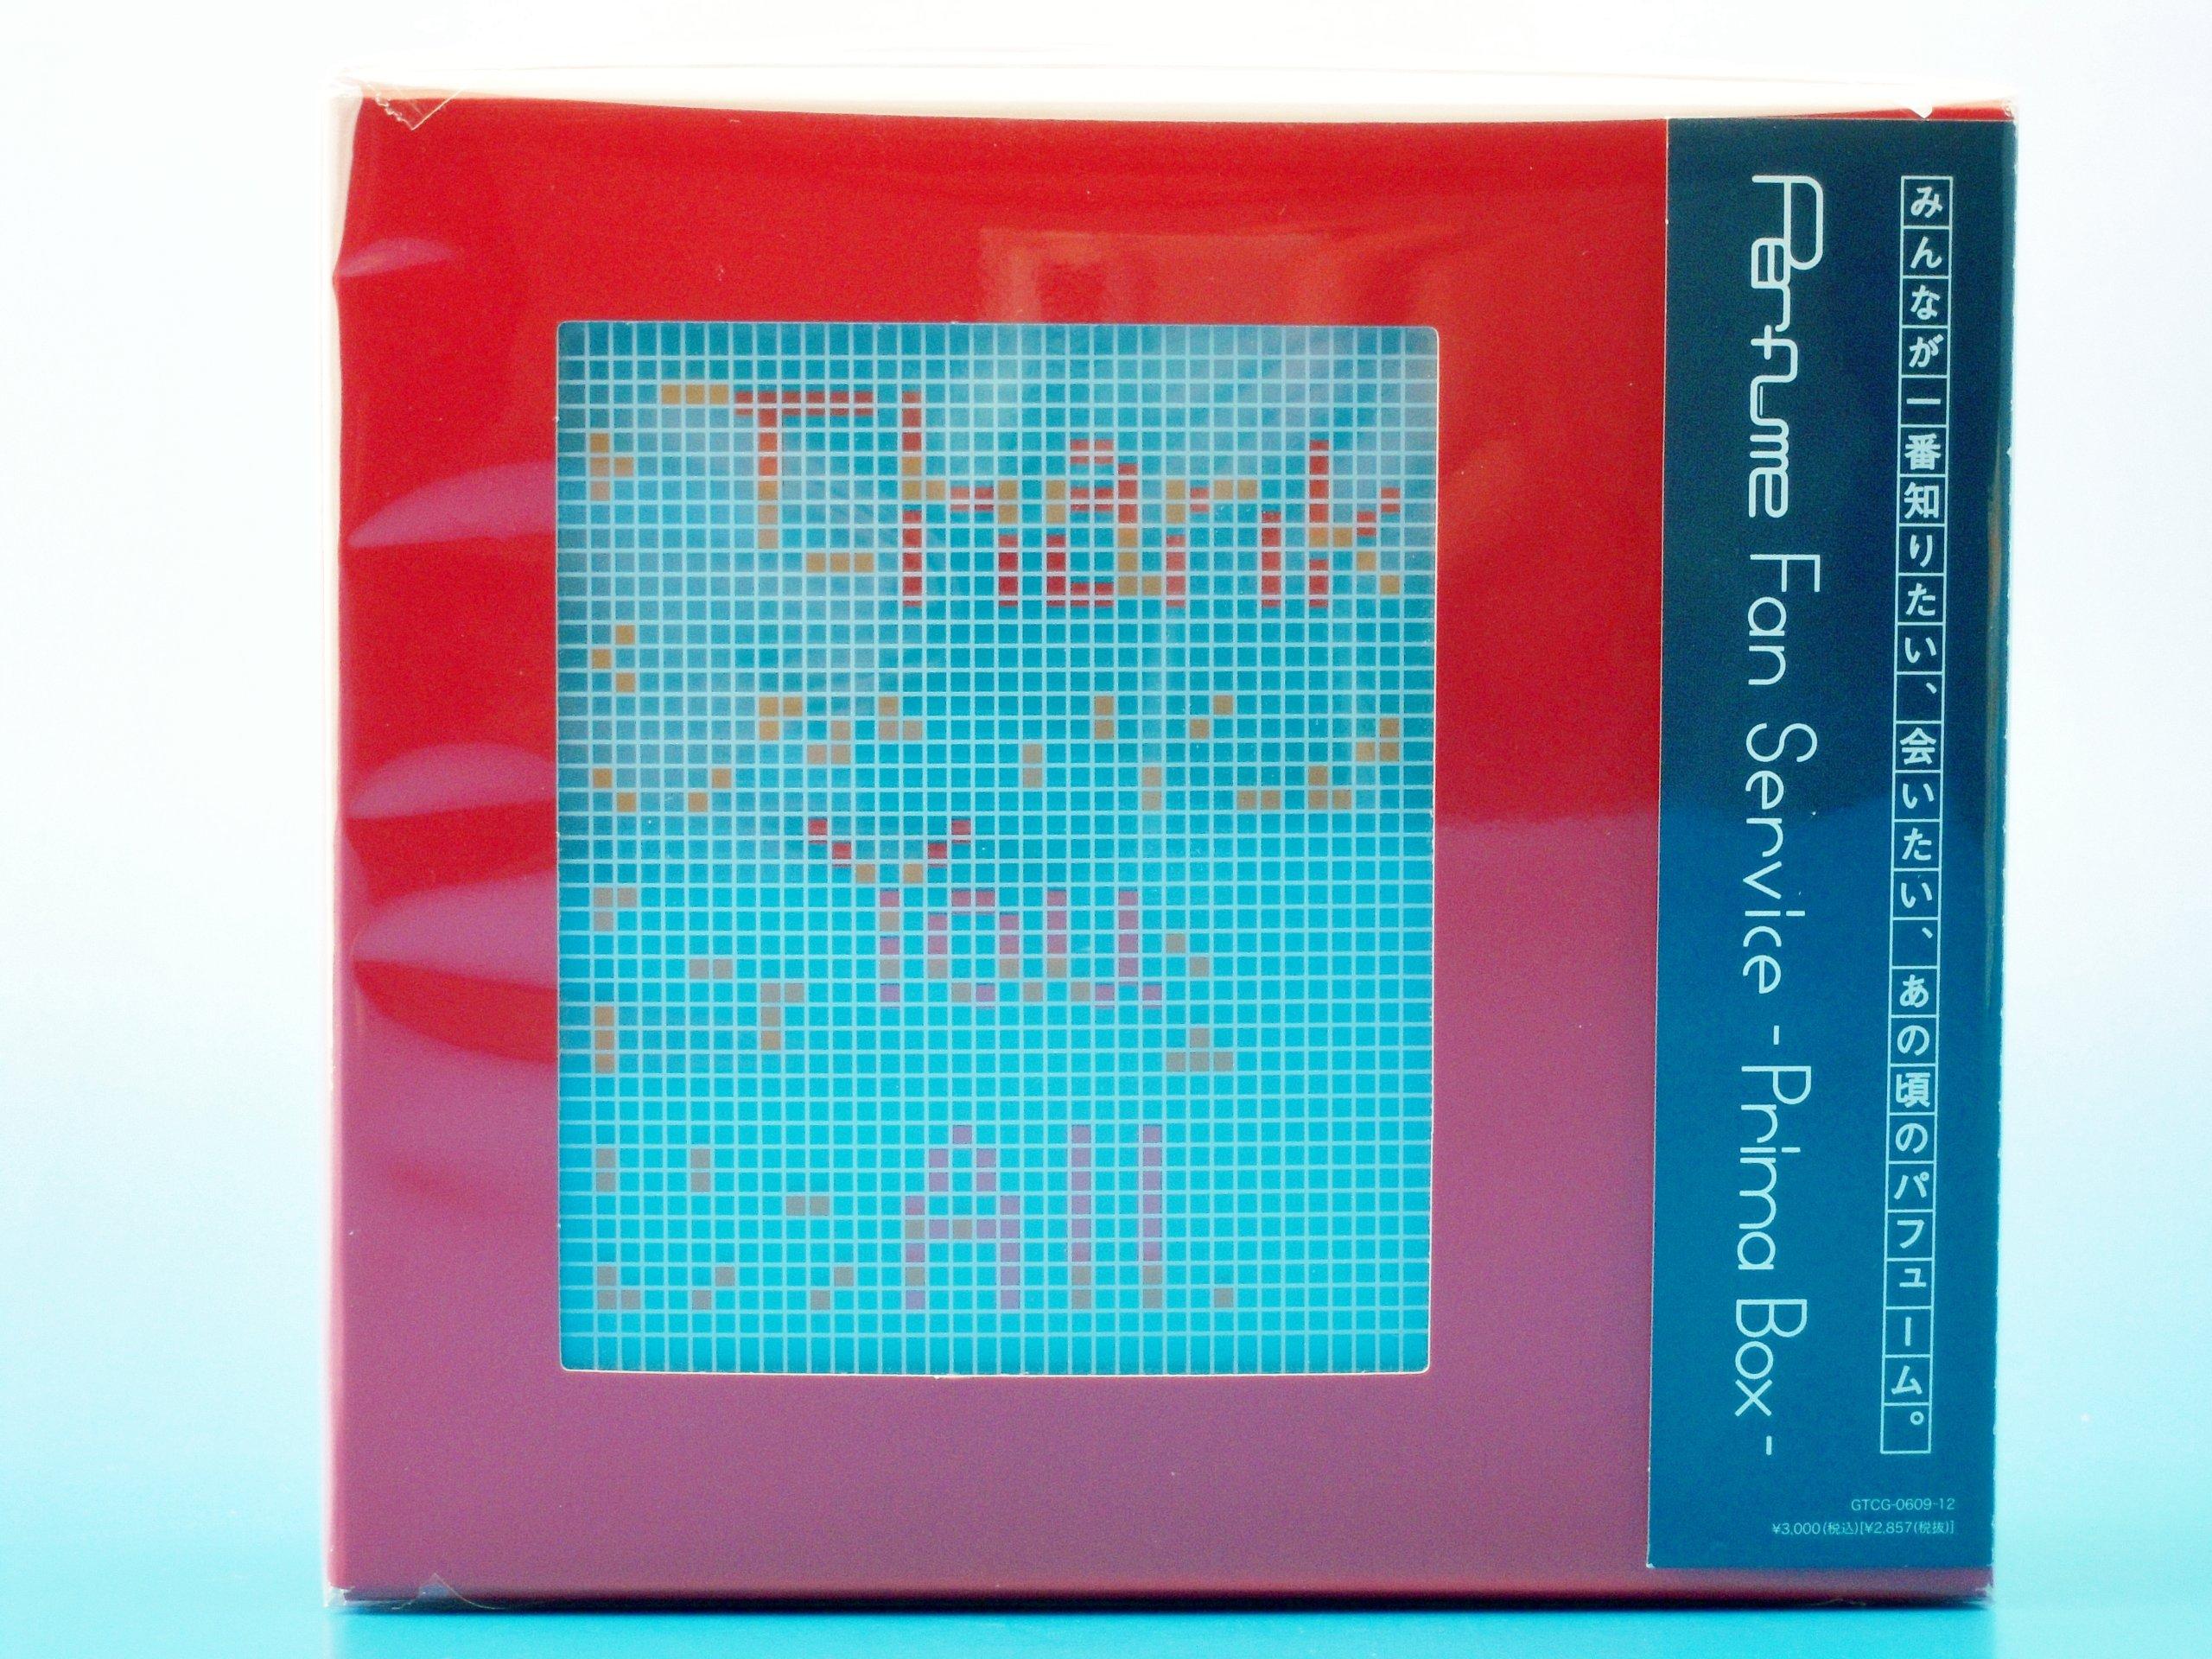 Thank
You
All
みんなが一番知りたい、会いたい、あの頃のパフューム。
Perfume Fan Service -Prima Box-
GTCG-0609-12
¥3,000(税込)[¥2,857(税抜)]